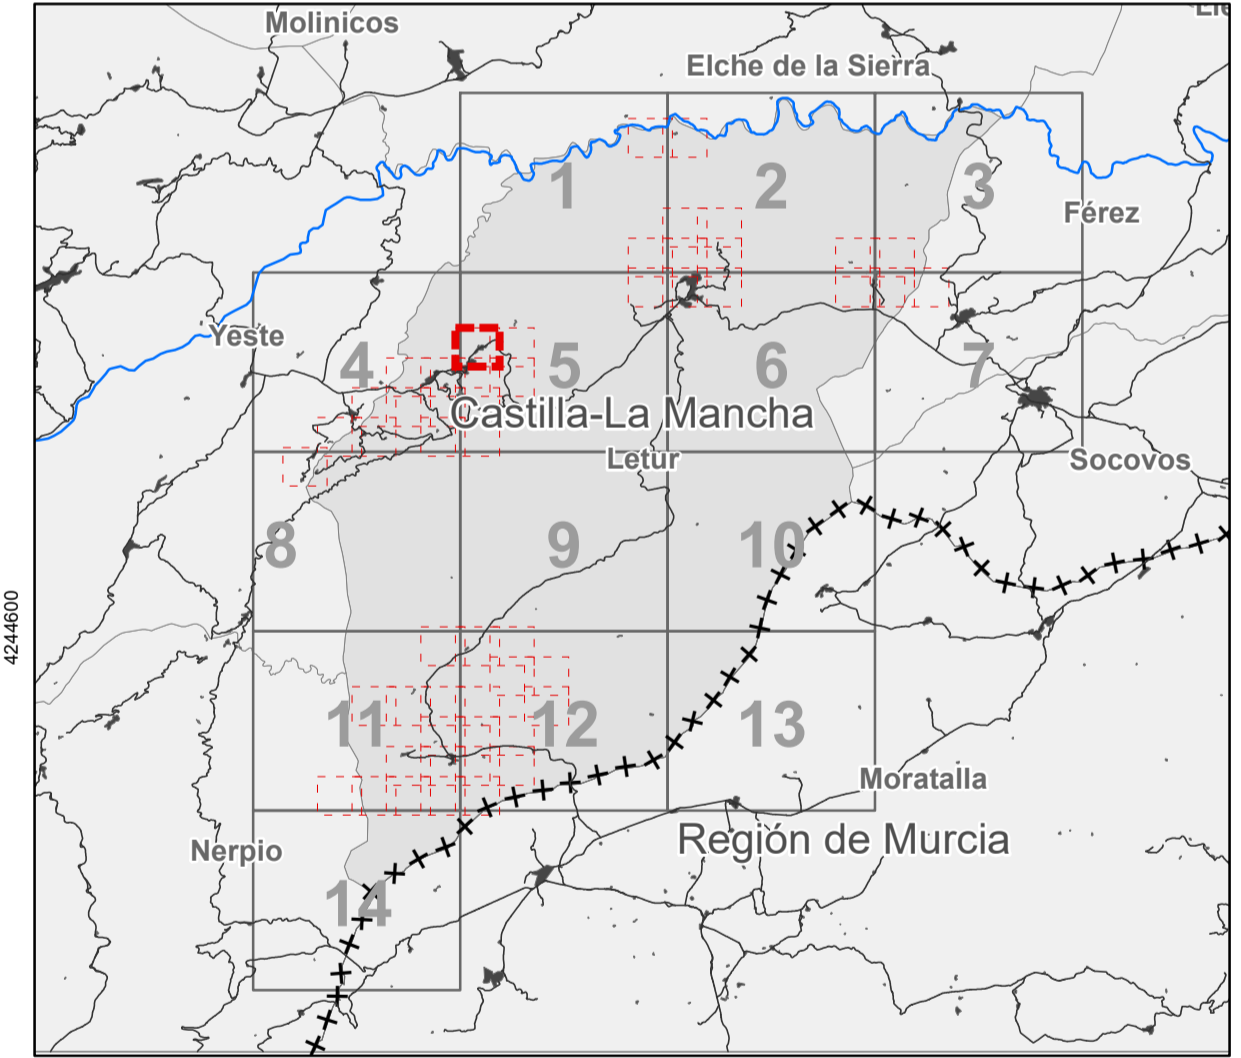 Molinicos
Elche de la Sierra
1
2
3
Férez
Yeste
4
5
6
7
Castilla-La Mancha
Letur
Socovos
8
9
10
4244600
11
12
13
Moratalla
Región de Murcia
Nerpio
14